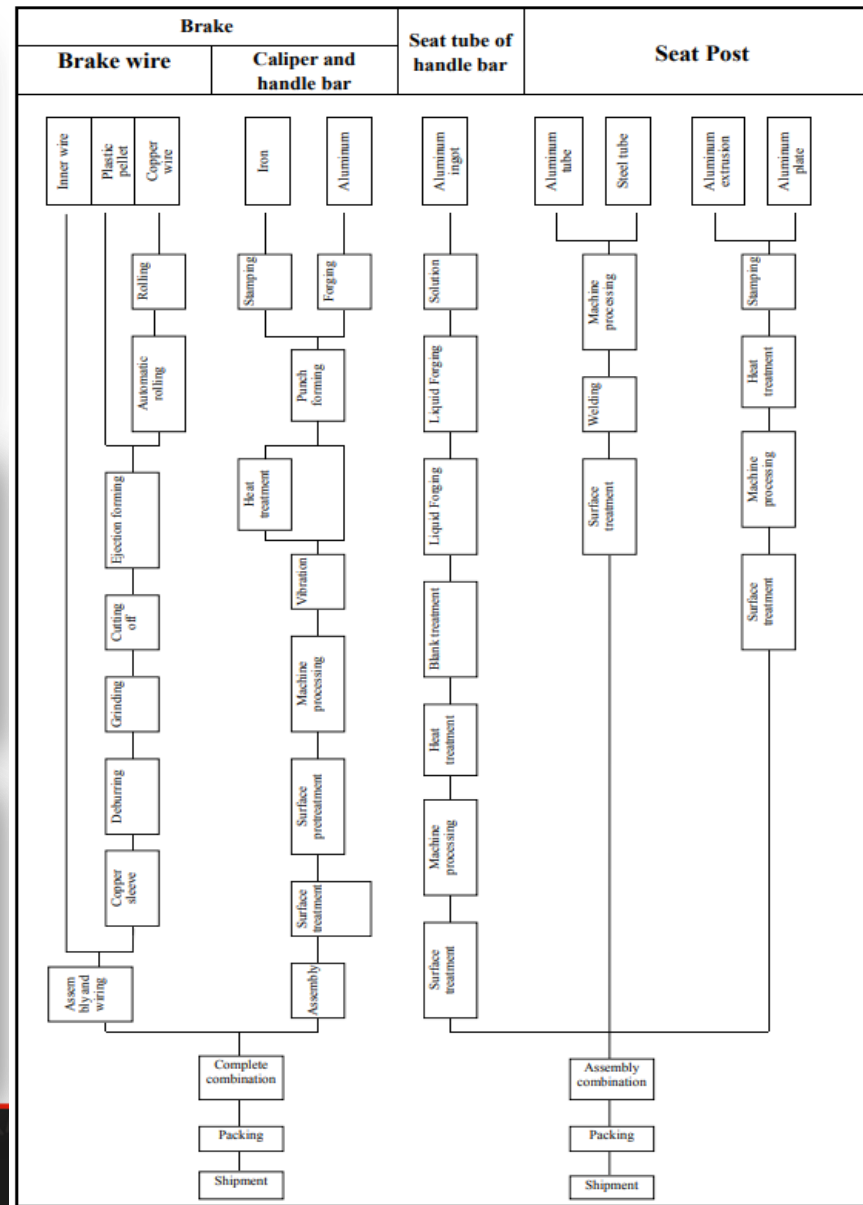 Brake
Seat tube of
handle bar
Seat Post
Brake wire
Caliper and
handle bar
Inner wire
Plastic
pellet
Copper
wire
Iron
Aluminum
Aluminum
ingot
Aluminum
tube
Steel tube
Aluminum
extrusion
Aluminum
plate
Rolling
Stamping
Forging
Solution
Machine
processing
Stamping
Automatic
rolling
Punch
forming
Liquid Forging
Welding
Heat
treatment
Ejection forming
Heat
treatment
Liquid Forging
Surface
treatment
Machine
processing
Cutting
off
Vibration
Blank treatment
Surface
treatment
Grinding
Machine
processing
Heat
treatment
Deburring
Surface
pretreatment
Machine
processing
Copper
sleeve
Surface
treatment
Surface
treatment
Assem
bly and
wiring
Assembly
Complete
combination
Assembly
combination
Packing
Packing
Shipment
Shipment